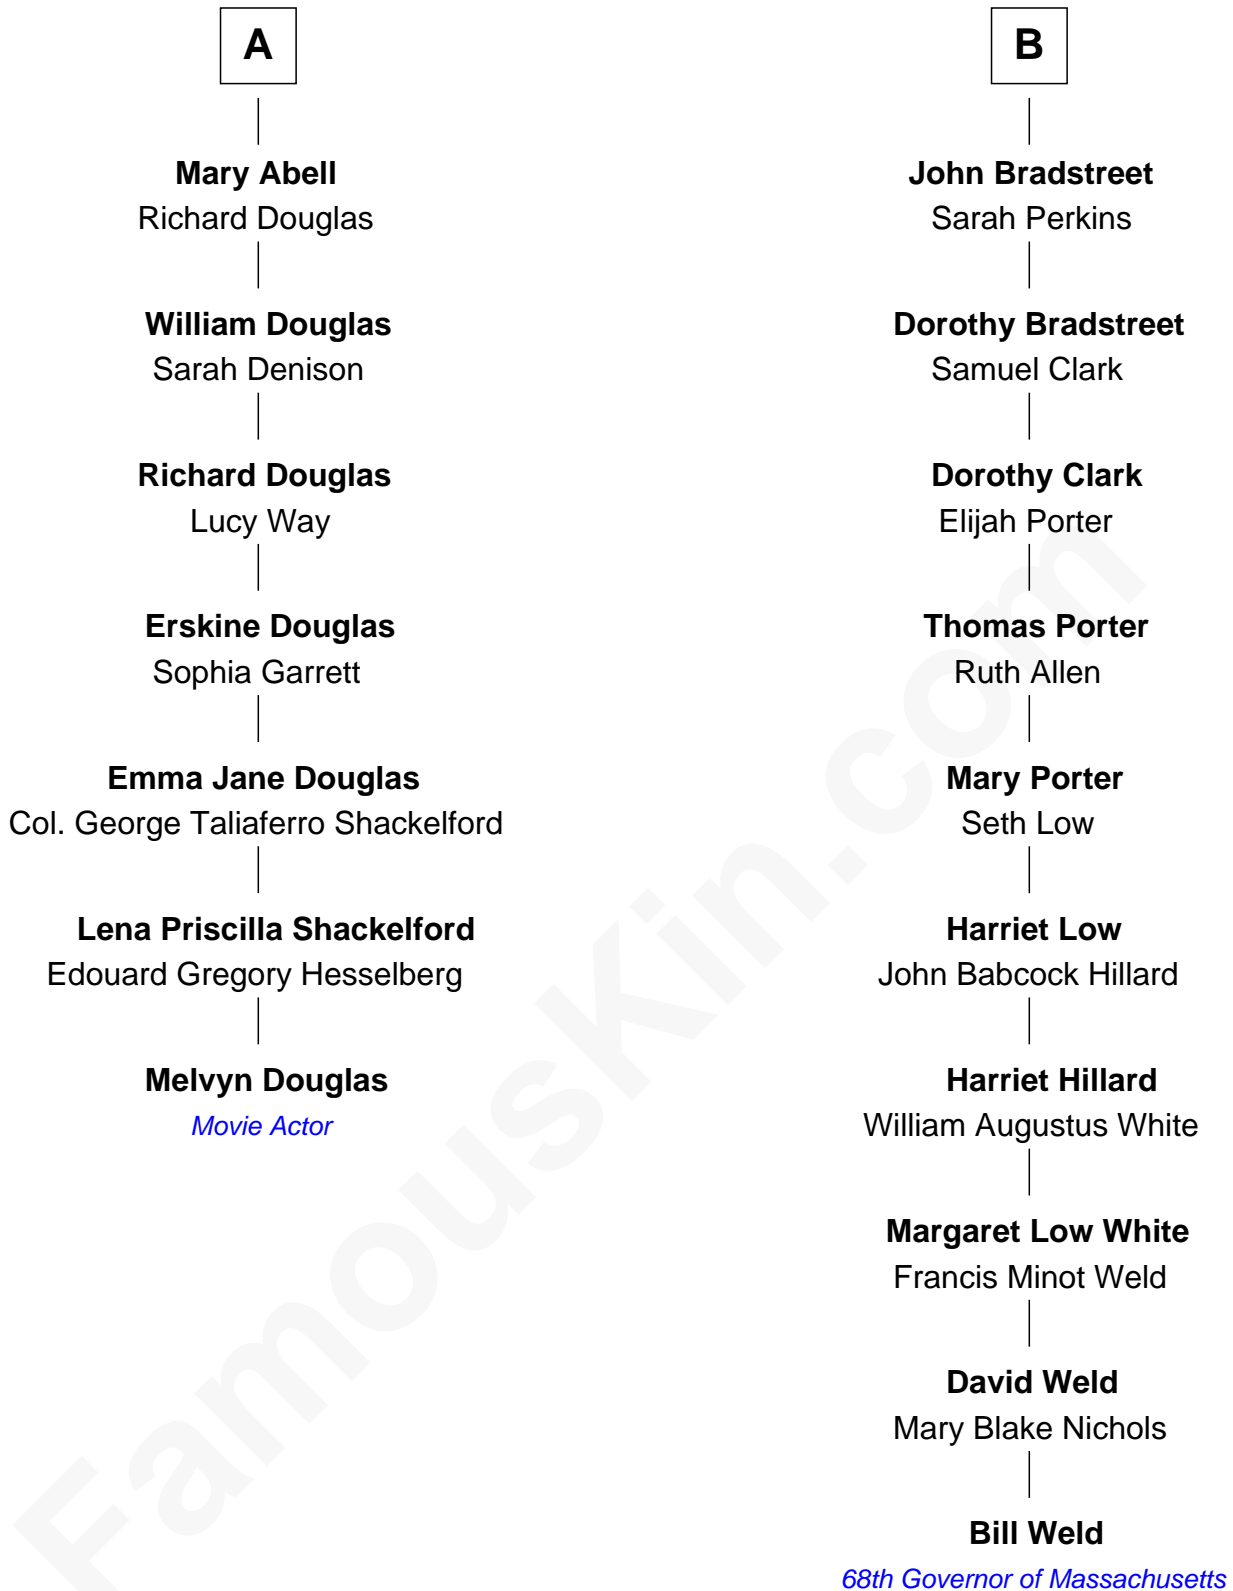 A
Mary Abell
Richard Douglas
William Douglas
Sarah Denison
Richard Douglas
Lucy Way
Erskine Douglas
Sophia Garrett
Emma Jane Douglas
Col. George Taliaferro Shackelford
Lena Priscilla Shackelford
Edouard Gregory Hesselberg
Melvyn Douglas
Movie Actor
B
John Bradstreet
Sarah Perkins
Dorothy Bradstreet
Samuel Clark
Dorothy Clark
Elijah Porter
Thomas Porter
Ruth Allen
Mary Porter
Seth Low
Harriet Low
John Babcock Hillard
Harriet Hillard
William Augustus White
Margaret Low White
Francis Minot Weld
David Weld
Mary Blake Nichols
Bill Weld
68th Governor of Massachusetts
FamousKin.com